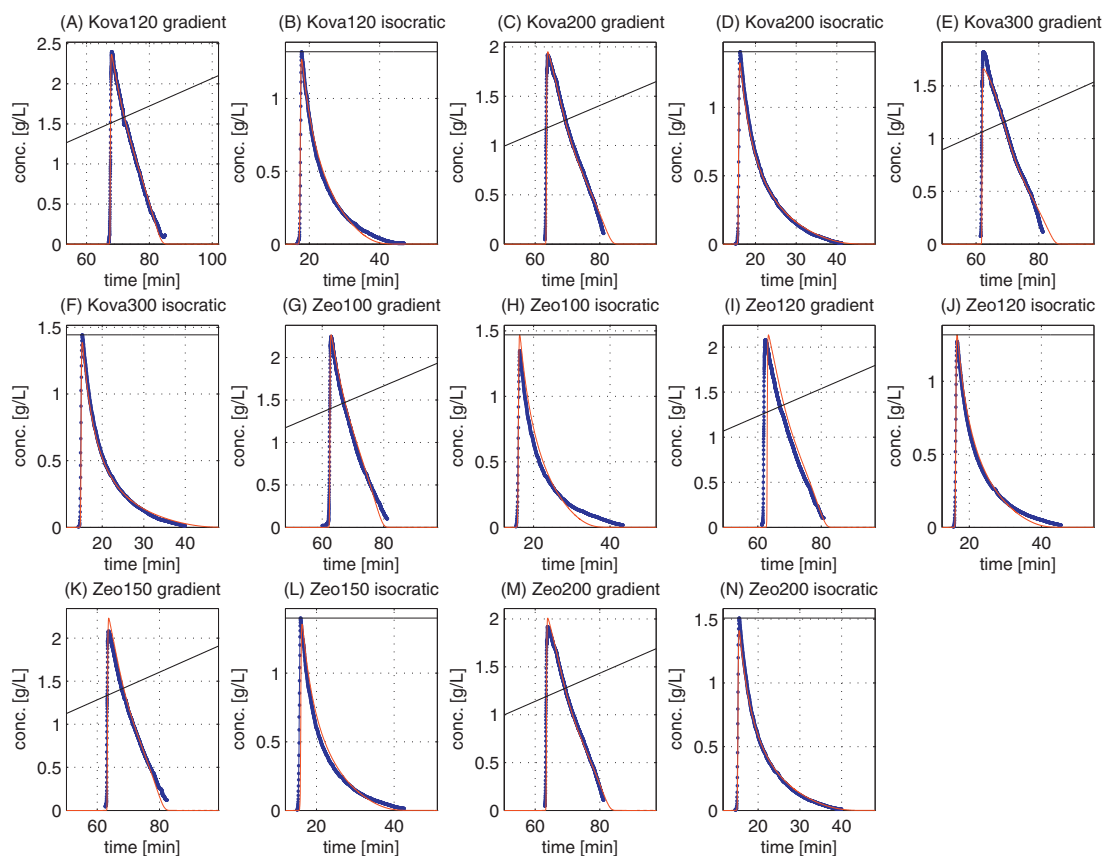 (A) Kova120 gradient
conc. [g/L]
2.5
2
1.5
1
0.5
0
60 80 100
time [min]
(B) Kova120 isocratic
conc. [g/L]
1
0.5
0
20 40
time [min]
(C) Kova200 gradient
conc. [g/L]
2
1.5
1
0.5
0
60 80
time [min]
(D) Kova200 isocratic
conc. [g/L]
1
0.5
0
20 30 40
time [min]
(E) Kova300 gradient
conc. [g/L]
2
1.5
1
0.5
0
60 80
time [min]
(F) Kova300 isocratic
conc. [g/L]
1.5
1
0.5
0
20 30 40
time [min]
(G) Zeo100 gradient
conc. [g/L]
2
1.5
1
0.5
0
60 80
time [min]
(H) Zeo100 isocratic
conc. [g/L]
1.5
1
0.5
0
20 30 40
time [min]
(I) Zeo120 gradient
conc. [g/L]
2
1.5
1
0.5
0
60 80
time [min]
(J) Zeo120 isocratic
conc. [g/L]
1
0.5
0
20 30 40
time [min]
(K) Zeo150 gradient
conc. [g/L]
2
1.5
1
0.5
0
60 80
time [min]
(L) Zeo150 isocratic
conc. [g/L]
1
0.5
0
20 40
time [min]
(M) Zeo200 gradient
conc. [g/L]
2
1.5
1
0.5
0
60 80
time [min]
(N) Zeo200 isocratic
conc. [g/L]
1.5
1
0.5
0
20 30 40
time [min]